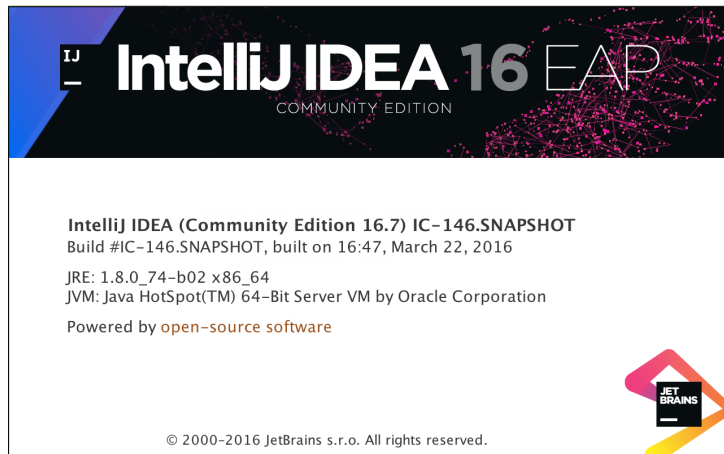 IJ
IntelliJ IDEA 16 EAP
COMMUNITY EDITION
IntelliJ IDEA (Community Edition 16.7) IC-146.SNAPSHOT
Build #IC-146.SNAPSHOT, built on 16:47, March 22, 2016
JRE: 1.8.0_74-b02 x86_64
JVM: Java HotSpot(TM) 64-Bit Server VM by Oracle Corporation
Powered by open-source software
JET
BRAINS
© 2000-2016 JetBrains s.r.o. All rights reserved.